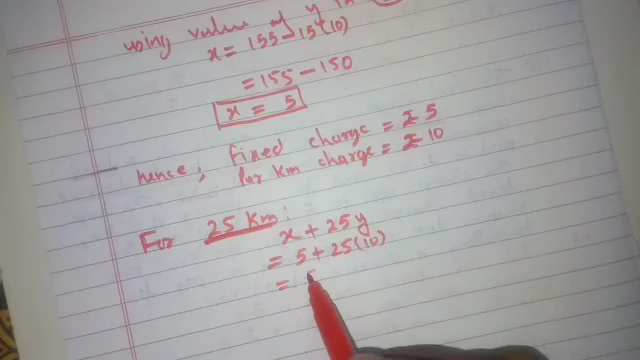 using value of y in
x = 155 - 15(10)
= 155 - 150
x = 5
hence; fixed charge = ₹ 5
per km charge = ₹ 10
For 25 Km:
x + 25y
= 5 + 25(10)
=